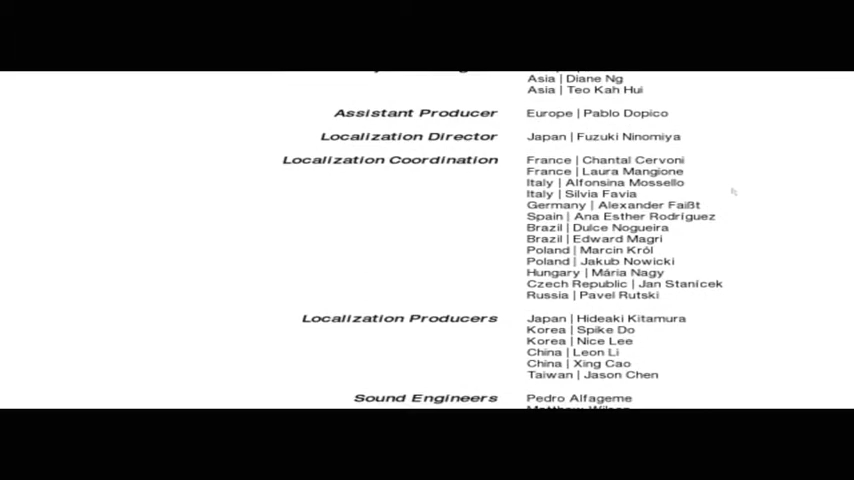 Asia | Diane Ng
Asia | Teo Kah Hui
Assistant Producer Europe | Pablo Dopico
Localization Director Japan | Fuzuki Ninomiya
Localization Coordination France | Chantal Cervoni
France | Laura Mangione
Italy | Alfonsina Mossello
Italy | Silvia Favia
Germany | Alexander Faißt
Spain | Ana Esther Rodríguez
Brazil | Dulce Nogueira
Brazil | Edward Magri
Poland | Marcin Król
Poland | Jakub Nowicki
Hungary | Mária Nagy
Czech Republic | Jan Stanícek
Russia | Pavel Rutski
Localization Producers Japan | Hideaki Kitamura
Korea | Spike Do
Korea | Nice Lee
China | Leon Li
China | Xing Cao
Taiwan | Jason Chen
Sound Engineers Pedro Alfageme